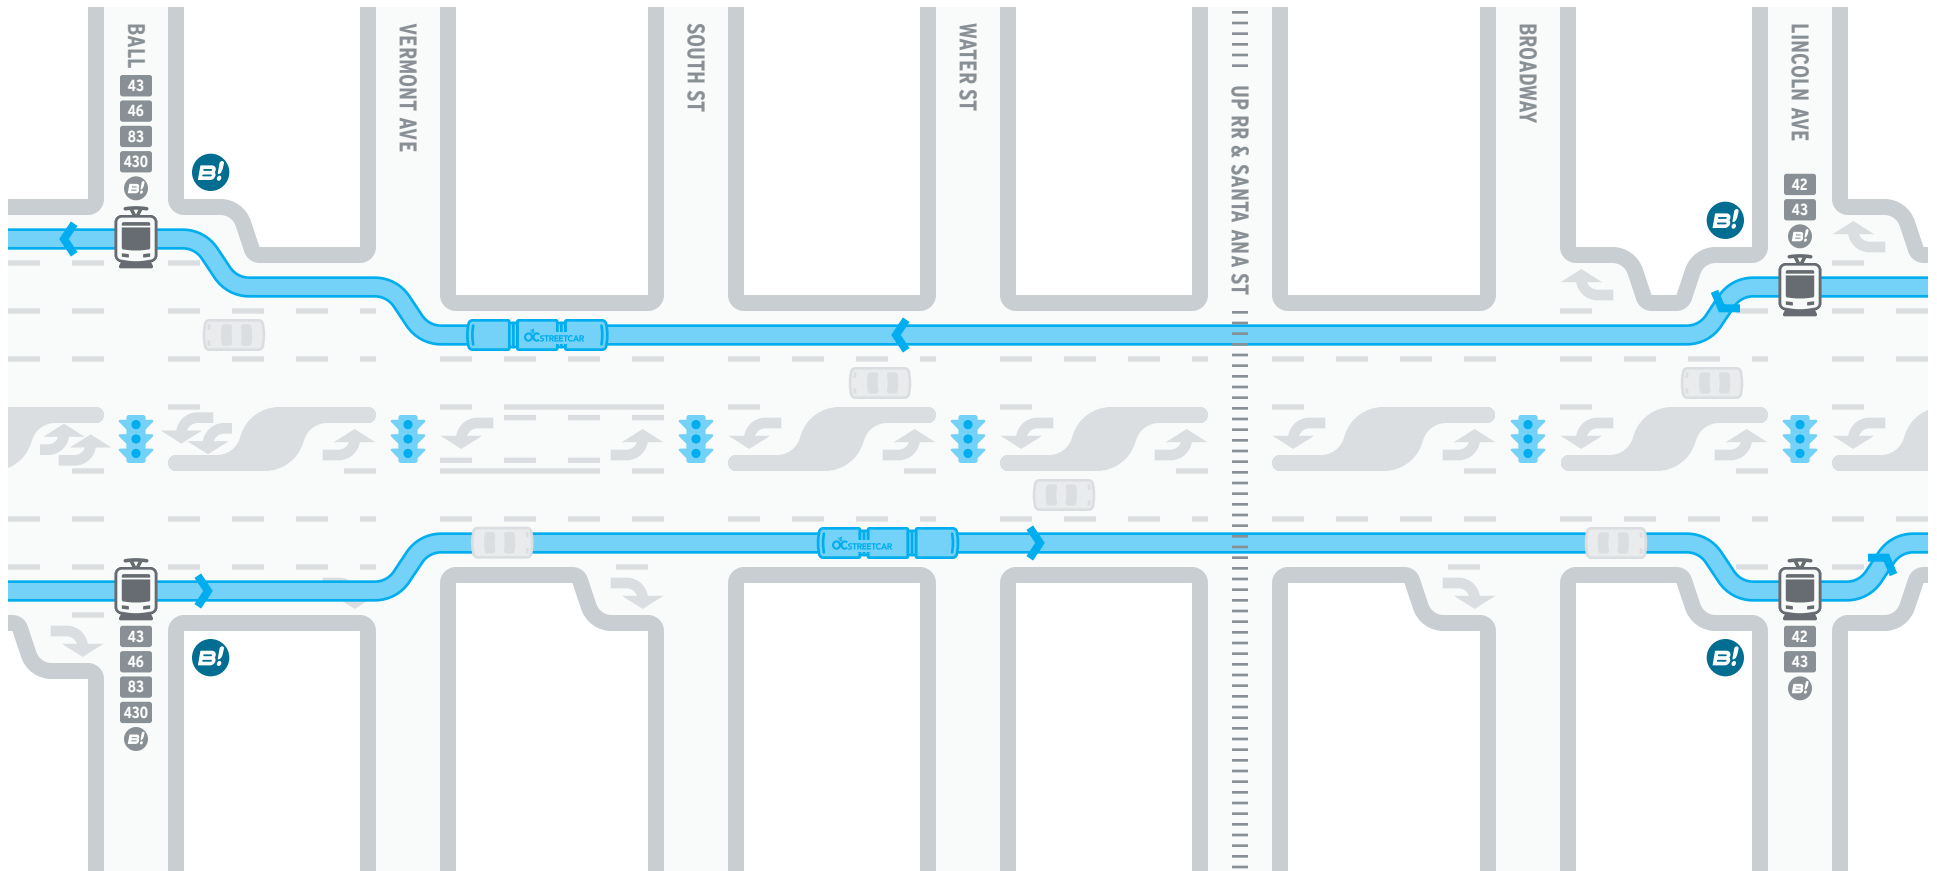 BALL
43
46
83
430
B!
B!
VERMONT AVE
SOUTH ST
WATER ST
UP RR & SANTA ANA ST
BROADWAY
LINCOLN AVE
42
43
B!
B!
OC STREETCAR
OC STREETCAR
43
46
83
430
B!
B!
B!
42
43
B!